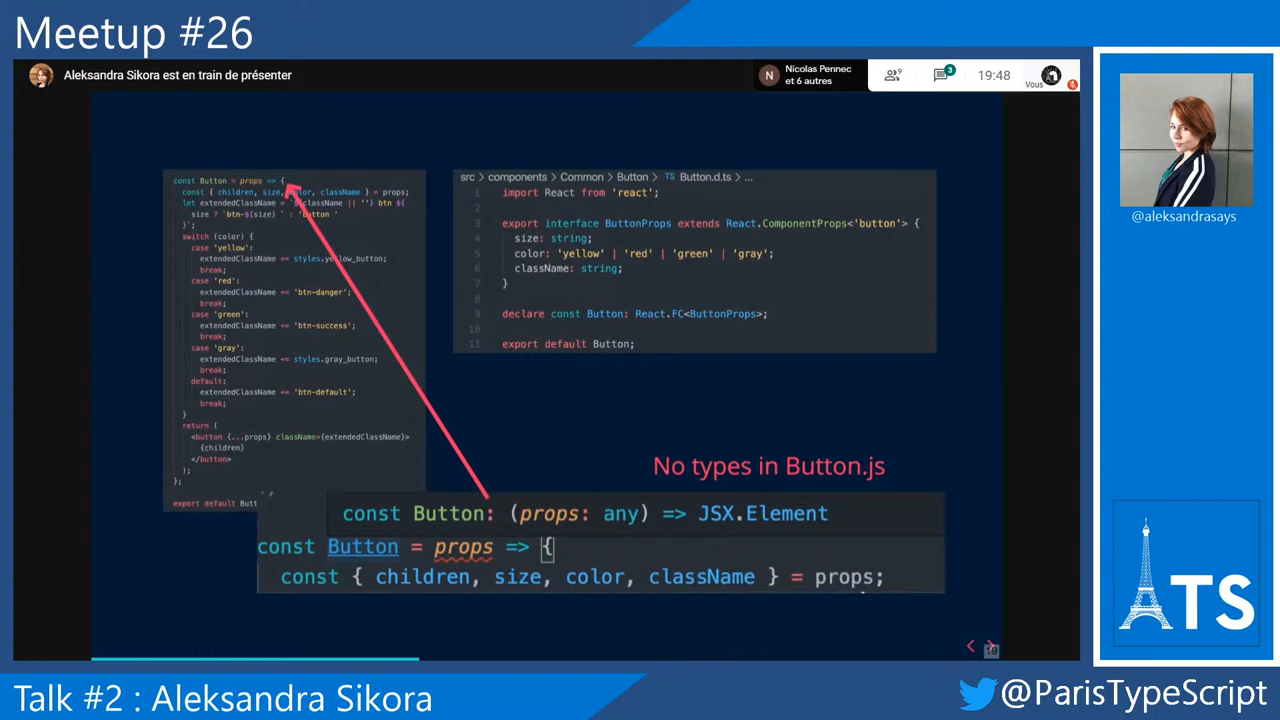 Meetup #26
Aleksandra Sikora est en train de présenter
N
Nicolas Pennec
et 6 autres
9
3
19:48
Vous
const Button = props => {
const { children, size, color, className } = props;
let extendedClassName = `${className || ''} btn ${
size ? `btn-${size} ` : 'button '
}`;
switch (color) {
case 'yellow':
extendedClassName += styles.yellow_button;
break;
case 'red':
extendedClassName += 'btn-danger';
break;
case 'green':
extendedClassName += 'btn-success';
break;
case 'gray':
extendedClassName += styles.gray_button;
break;
default:
extendedClassName += 'btn-default';
break;
}
return (
<button {...props} className={extendedClassName}>
{children}
</button>
);
};
export default Butt
src > components > Common > Button > TS Button.d.ts > ...
1 import React from 'react';
2
3 export interface ButtonProps extends React.ComponentProps<'button'> {
4 size: string;
5 color: 'yellow' | 'red' | 'green' | 'gray';
6 className: string;
7 }
8
9 declare const Button: React.FC<ButtonProps>;
10
11 export default Button;
No types in Button.js
const Button: (props: any) => JSX.Element
const Button = props => {
const { children, size, color, className } = props;
@aleksandrasays
TS
Talk #2 : Aleksandra Sikora
@ParisTypeScript